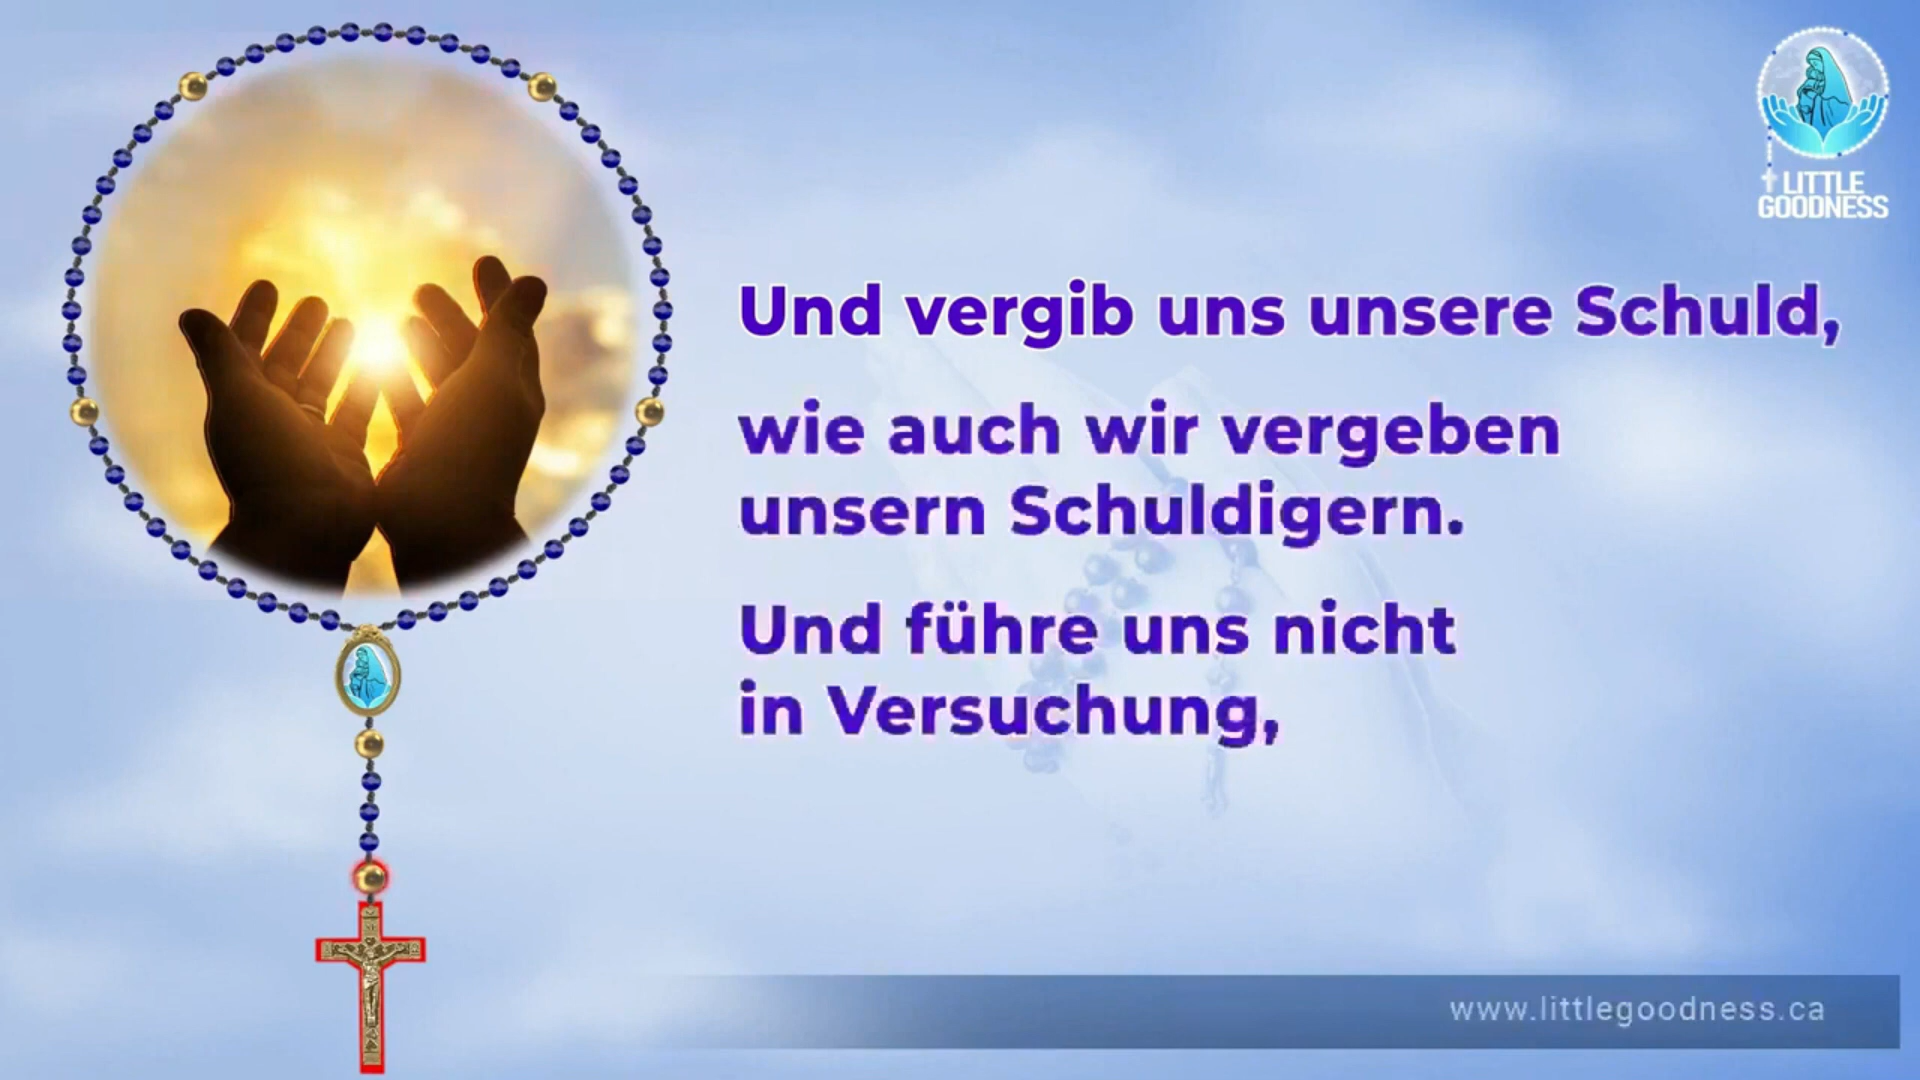 LITTLE
GOODNESS
Und vergib uns unsere Schuld,
wie auch wir vergeben
unsern Schuldigern.
Und führe uns nicht
in Versuchung,
www.littlegoodness.ca